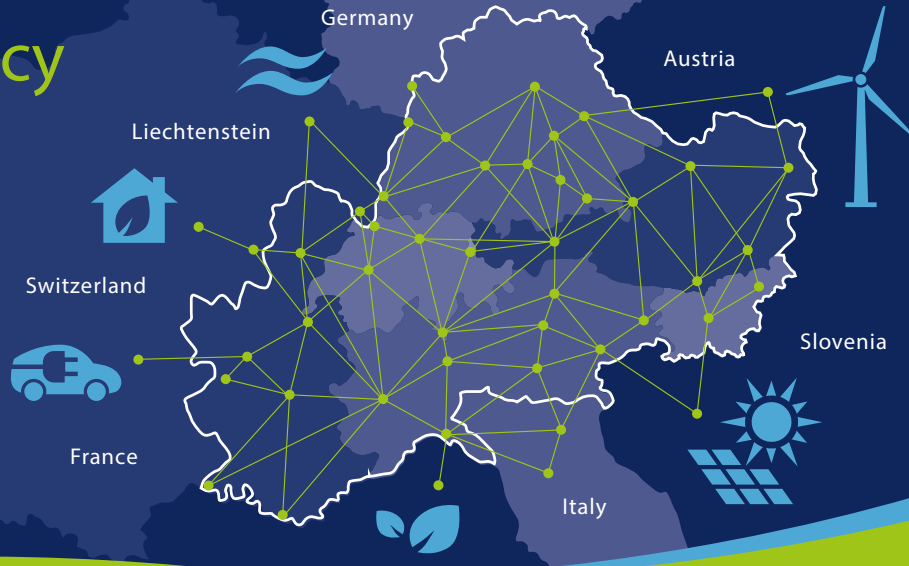 Germany
cy
Austria
Liechtenstein
Switzerland
Slovenia
France
Italy